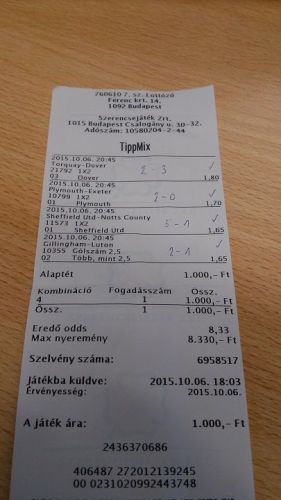 760610 7. sz. Lottózó
Ferenc krt. 14.
1092 Budapest
Szerencsejáték Zrt.
1015 Budapest Csalogány u. 30-32.
Adószám: 10580204-2-44
TippMix
2015.10.06. 20:45
Torquay-Dover 2-3 ✓
21792 1X2
03 Dover 1,80
2015.10.06. 20:45
Plymouth-Exeter 2-0 ✓
10799 1X2
01 Plymouth 1,70
2015.10.06. 20:45
Sheffield Utd-Notts County 5-1 ✓
11573 1X2
01 Sheffield Utd 1,65
2015.10.06. 20:45
Gillingham-Luton 2-1 ✓
10355 Gólszám 2,5
02 Több, mint 2,5 1,65
Alaptét 1.000,- Ft
Kombináció Fogadásszám Össz.
4 1 1.000,- Ft
Össz. 1 1.000,- Ft
Eredő odds 8,33
Max nyeremény 8.330,- Ft
Szelvény száma: 6958517
Játékba küldve: 2015.10.06. 18:03
Érvényesség: 2015.10.06.
A játék ára: 1.000,- Ft
2436370686
406487 272012139245
00 0231020992443748